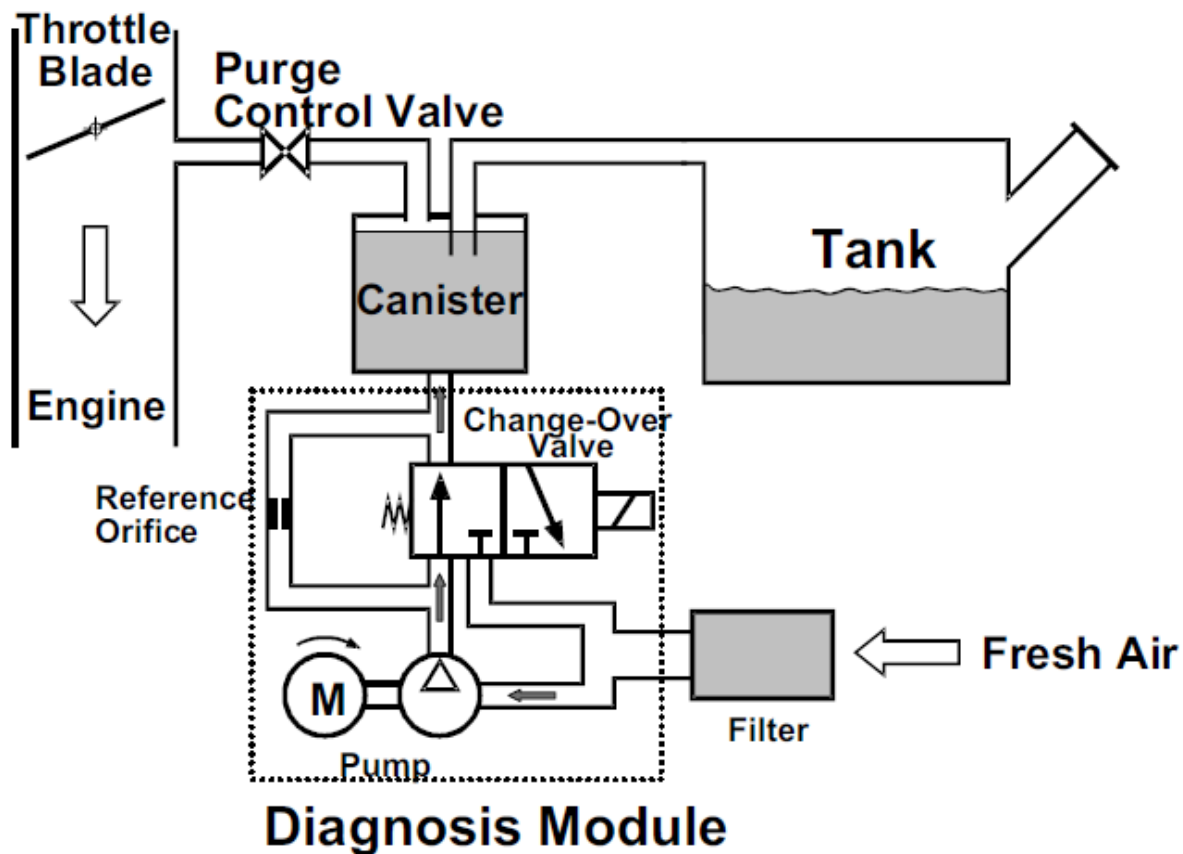 Throttle
Blade
Purge
Control Valve
Tank
Canister
Engine
Change-Over
Valve
Reference
Orifice
Fresh Air
M
Filter
Pump
Diagnosis Module